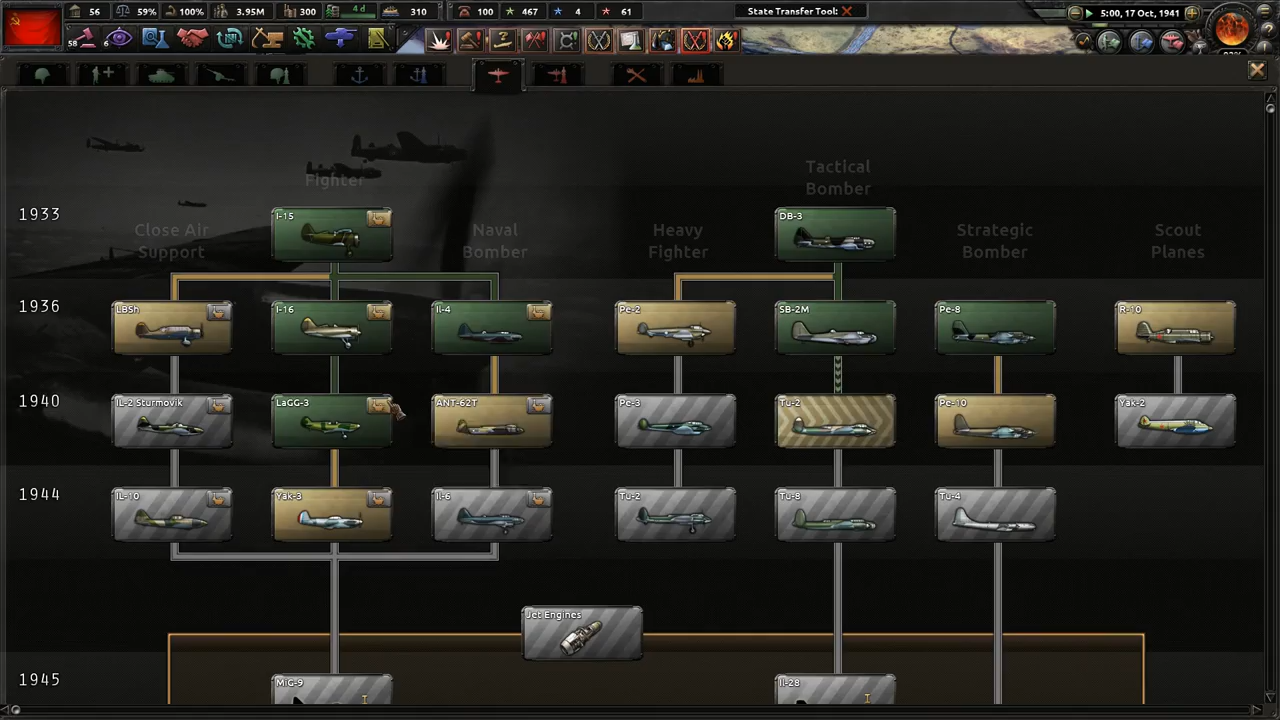 56
59%
100%
3.95M
300
4 d
310
100
467
4
61
State Transfer Tool:
5:00, 17 Oct, 1941
58
6
Fighter
Tactical
Bomber
1933
I-15
DB-3
Close Air
Support
Naval
Bomber
Heavy
Fighter
Strategic
Bomber
Scout
Planes
1936
LBSh
I-16
Il-4
Pe-2
SB-2M
Pe-8
R-10
1940
IL-2 Sturmovik
LaGG-3
ANT-62T
Pe-3
Tu-2
Pe-10
Yak-2
1944
IL-10
Yak-3
Il-6
Tu-2
Tu-8
Tu-4
Jet Engines
1945
MiG-9
Il-28